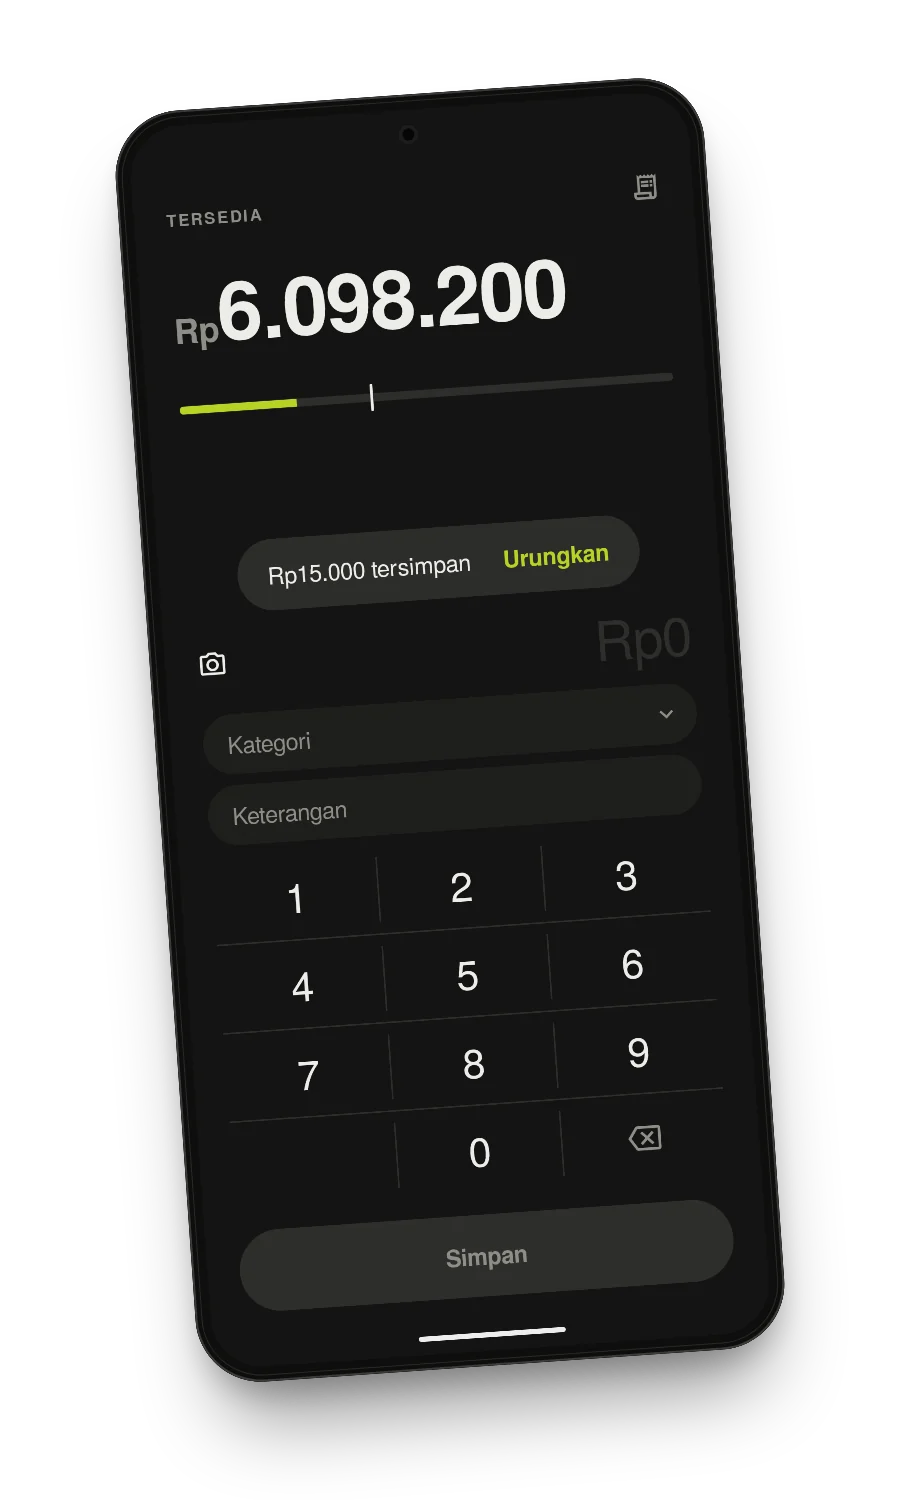 TERSEDIA
Rp6.098.200
Rp15.000 tersimpan Urungkan
Rp0
Kategori
Keterangan
1 2 3
4 5 6
7 8 9
0
Simpan